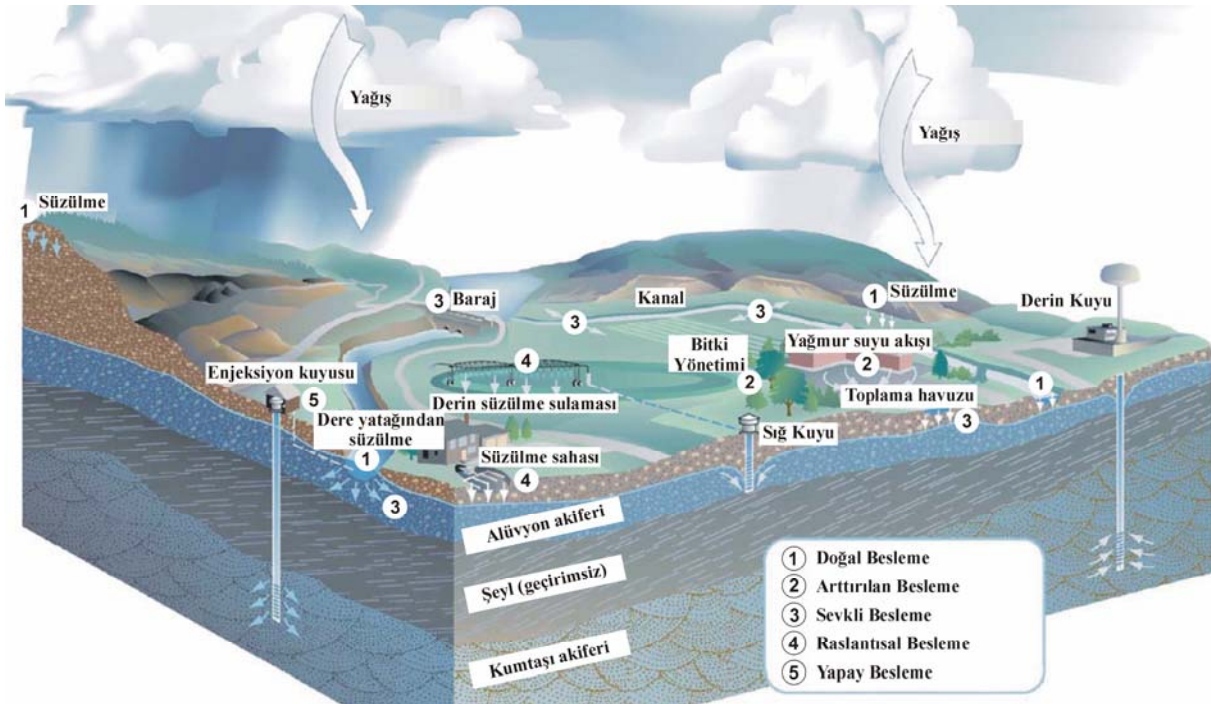 Yağış
Yağış
1 Süzülme
3 Baraj
Kanal
3
3
1 Süzülme
Derin Kuyu
Yağmur suyu akışı
2
Bitki
Yönetimi
2
4
Enjeksiyon kuyusu
5
Derin süzülme sulaması
Toplama havuzu
3
1
Dere yatağından
süzülme
1
3
Süzülme sahası
4
Sığ Kuyu
Alüvyon akiferi
Şeyl (geçirimsiz)
Kumtaşı akiferi
1 Doğal Besleme
2 Arttırılan Besleme
3 Sevkli Besleme
4 Raslantısal Besleme
5 Yapay Besleme